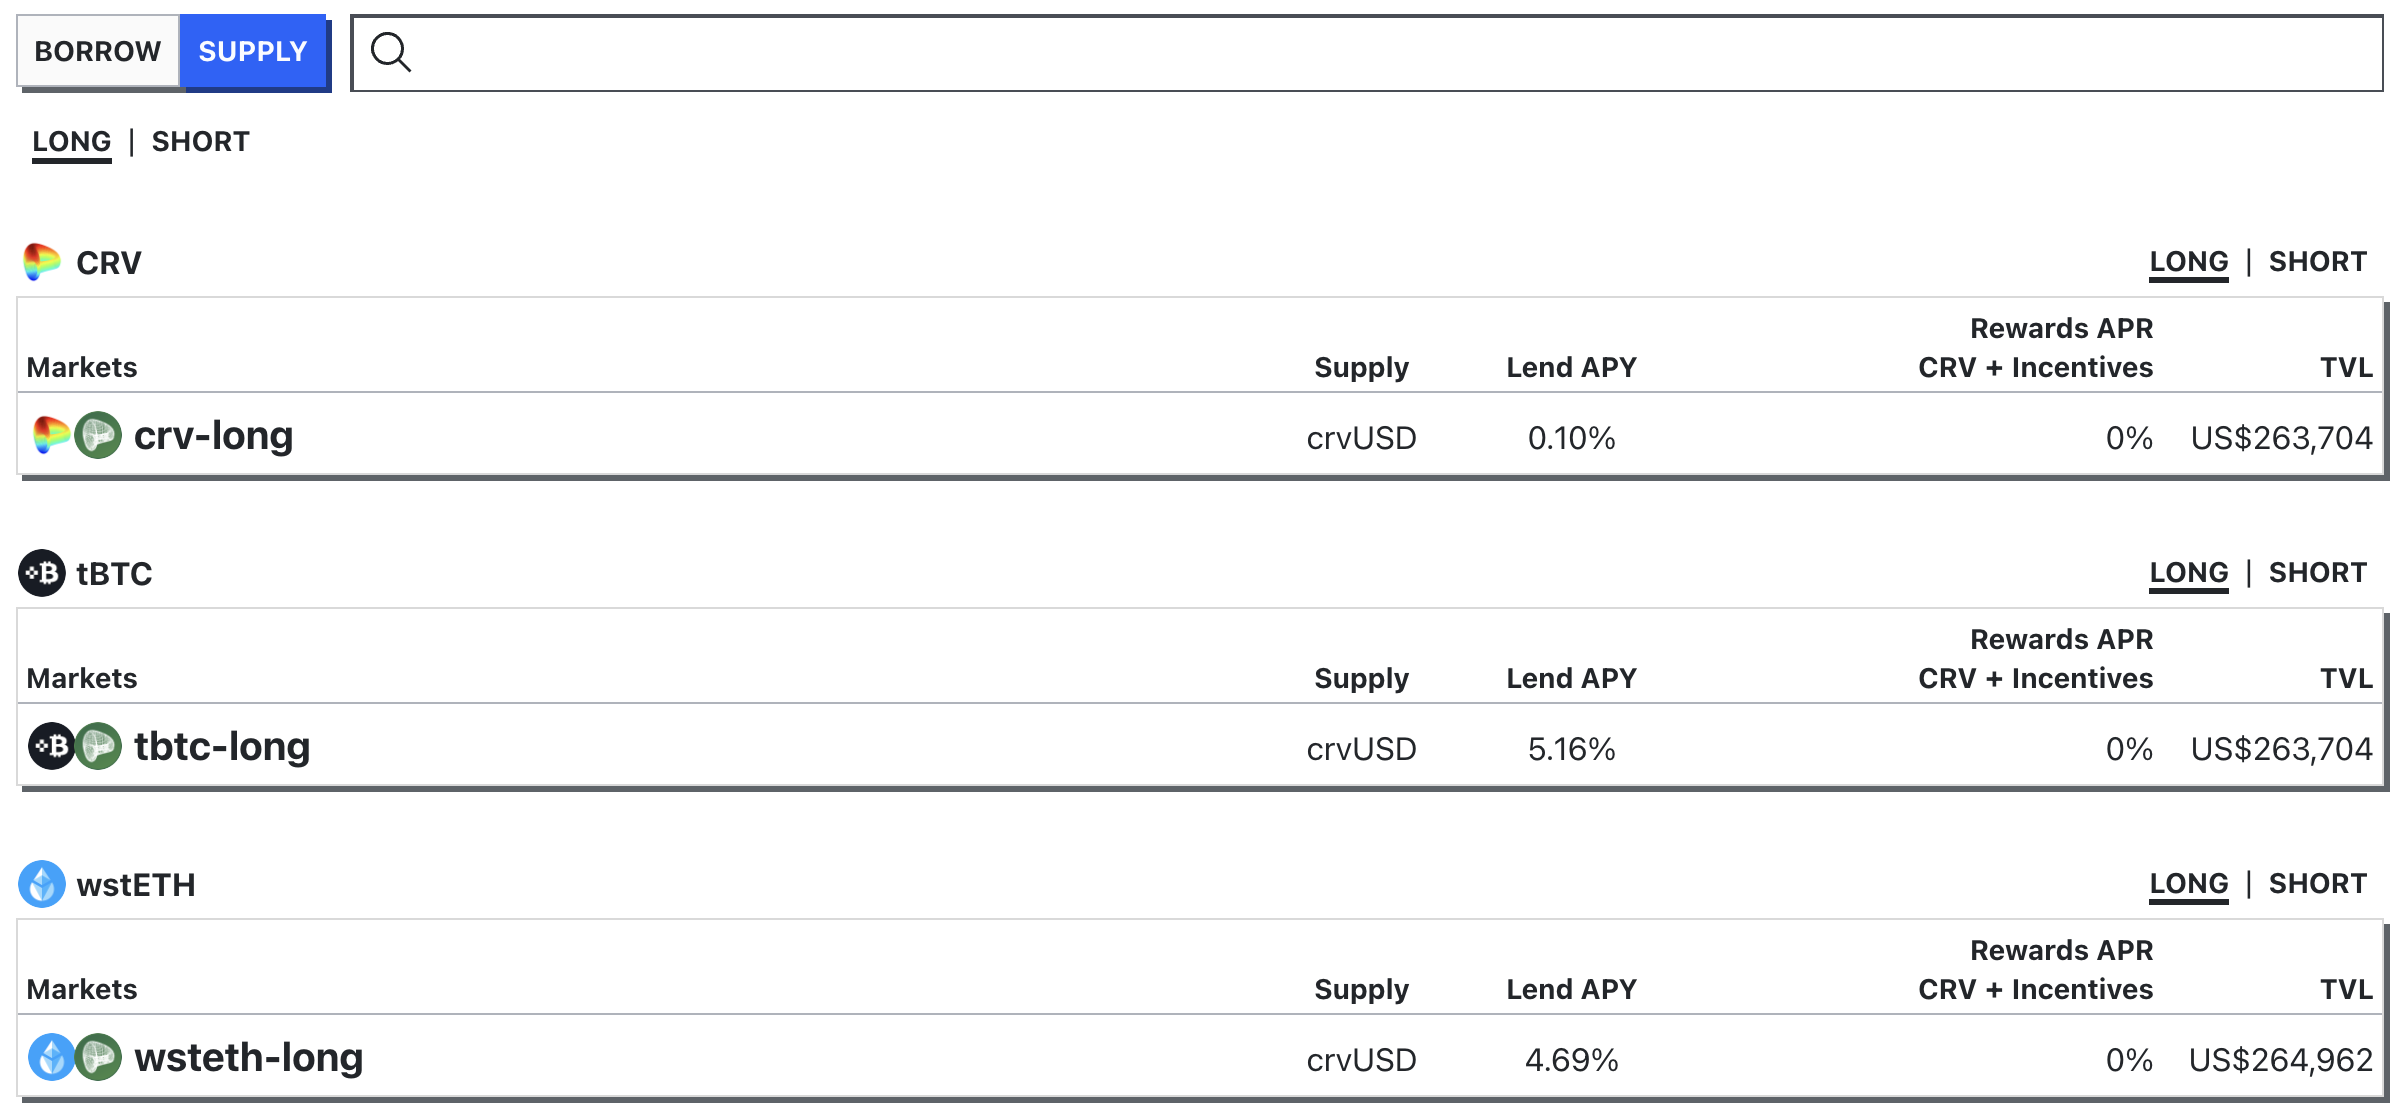 BORROW SUPPLY
LONG | SHORT
CRV LONG | SHORT
Rewards APR
Markets Supply Lend APY CRV + Incentives TVL
crv-long crvUSD 0.10% 0% US$263,704
tBTC LONG | SHORT
Rewards APR
Markets Supply Lend APY CRV + Incentives TVL
tbtc-long crvUSD 5.16% 0% US$263,704
wstETH LONG | SHORT
Rewards APR
Markets Supply Lend APY CRV + Incentives TVL
wsteth-long crvUSD 4.69% 0% US$264,962